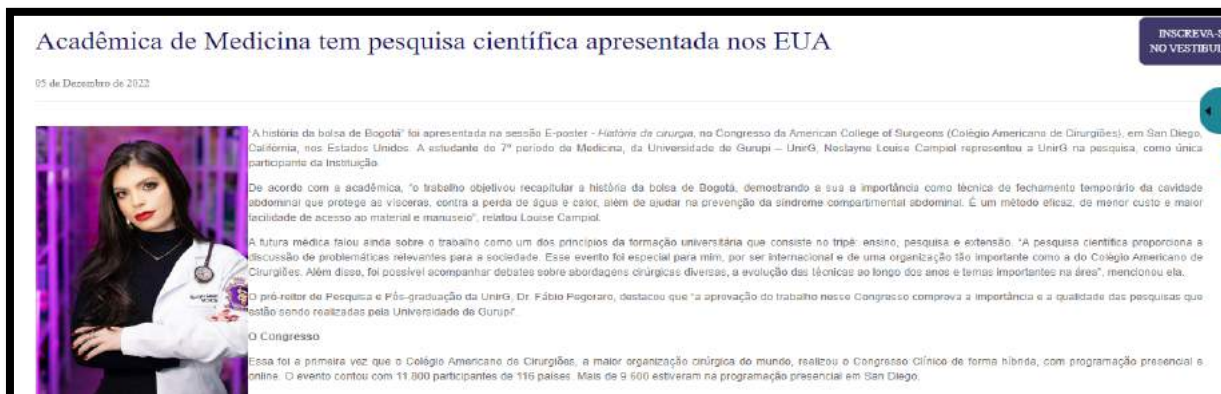 Acadêmica de Medicina tem pesquisa científica apresentada nos EUA
INSCREVA-S
NO VESTIBUL
05 de Dezembro de 2022
"A história da bolsa de Bogotá" foi apresentada na sessão E-poster - História da cirurgia, no Congresso da American College of Surgeons (Colégio Americano de Cirurgiões), em San Diego,
Califórnia, nos Estados Unidos. A estudante do 7º período de Medicina, da Universidade de Gurupi – UnirG, Neslayne Louise Campiol representou a UnirG na pesquisa, como única
participante da Instituição.
De acordo com a acadêmica, "o trabalho objetivou recapitular a história da bolsa de Bogotá, demostrando a sua a importância como técnica de fechamento temporário da cavidade
abdominal que protege as vísceras, contra a perda de água e calor, além de ajudar na prevenção da síndrome compartimental abdominal. É um método eficaz, de menor custo e maior
facilidade de acesso ao material e manuseio", relatou Louise Campiol.
A futura médica falou ainda sobre o trabalho como um dos princípios da formação universitária que consiste no tripé: ensino, pesquisa e extensão. "A pesquisa científica proporciona a
discussão de problemáticas relevantes para a sociedade. Esse evento foi especial para mim, por ser internacional e de uma organização tão importante como a do Colégio Americano de
Cirurgiões. Além disso, foi possível acompanhar debates sobre abordagens cirúrgicas diversas, a evolução das técnicas ao longo dos anos e temas importantes na área", mencionou ela.
O pró-reitor de Pesquisa e Pós-graduação da UnirG, Dr. Fábio Pegoraro, destacou que "a aprovação do trabalho nesse Congresso comprova a importância e a qualidade das pesquisas que
estão sendo realizadas pela Universidade de Gurupi".
O Congresso
Essa foi a primeira vez que o Colégio Americano de Cirurgiões, a maior organização cirúrgica do mundo, realizou o Congresso Clínico de forma híbrida, com programação presencial e
online. O evento contou com 11.800 participantes de 116 países. Mais de 9.600 estiveram na programação presencial em San Diego.